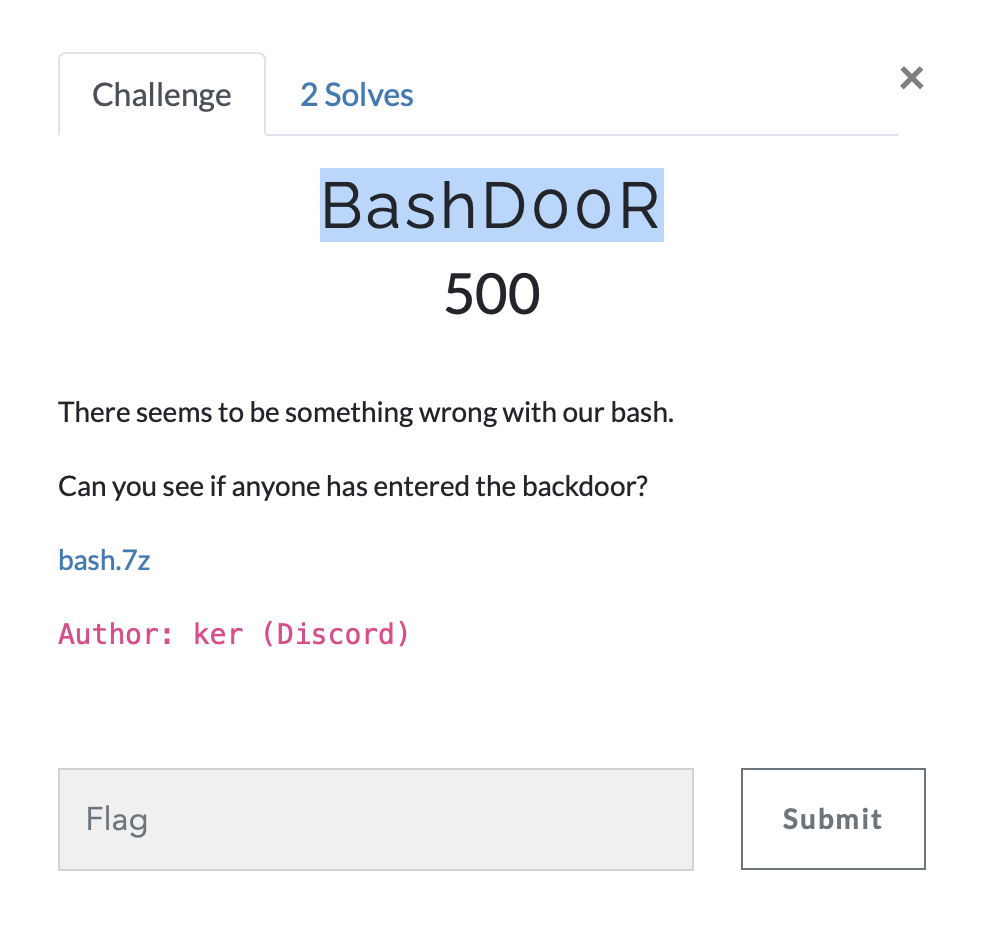 Challenge
2 Solves
×
BashD00R
500
There seems to be something wrong with our bash.
Can you see if anyone has entered the backdoor?
bash.7z
Author: ker (Discord)
Flag
Submit